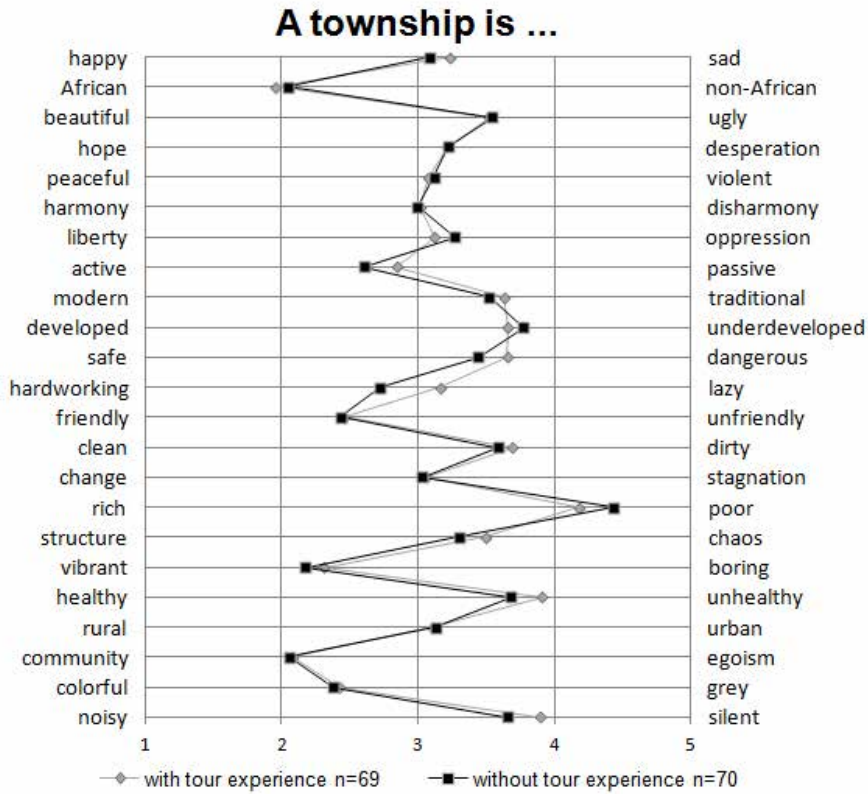 A township is ...
happy sad
African non-African
beautiful ugly
hope desperation
peaceful violent
harmony disharmony
liberty oppression
active passive
modern traditional
developed underdeveloped
safe dangerous
hardworking lazy
friendly unfriendly
clean dirty
change stagnation
rich poor
structure chaos
vibrant boring
healthy unhealthy
rural urban
community egoism
colorful grey
noisy silent
1 2 3 4 5
with tour experience n=69 without tour experience n=70